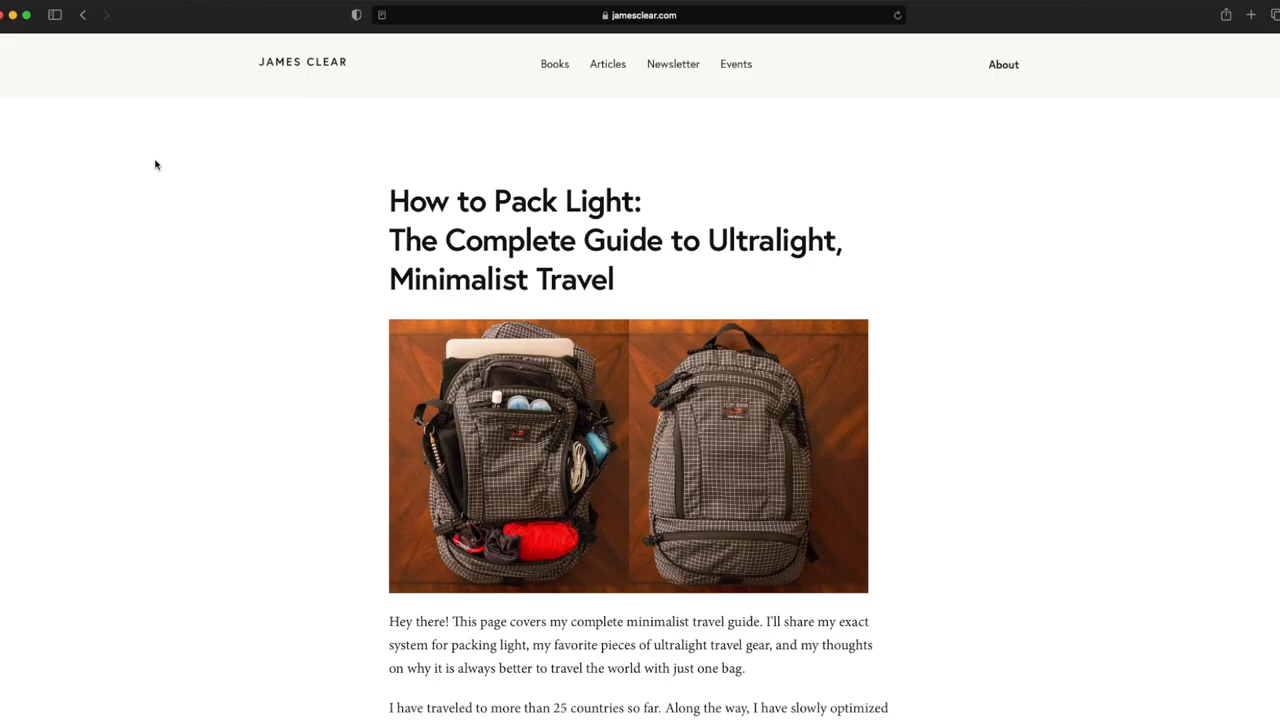 jamesclear.com
JAMES CLEAR
Books Articles Newsletter Events
About
How to Pack Light:
The Complete Guide to Ultralight,
Minimalist Travel
TOM BIHN
TOM BIHN
Hey there! This page covers my complete minimalist travel guide. I'll share my exact
system for packing light, my favorite pieces of ultralight travel gear, and my thoughts
on why it is always better to travel the world with just one bag.
I have traveled to more than 25 countries so far. Along the way, I have slowly optimized